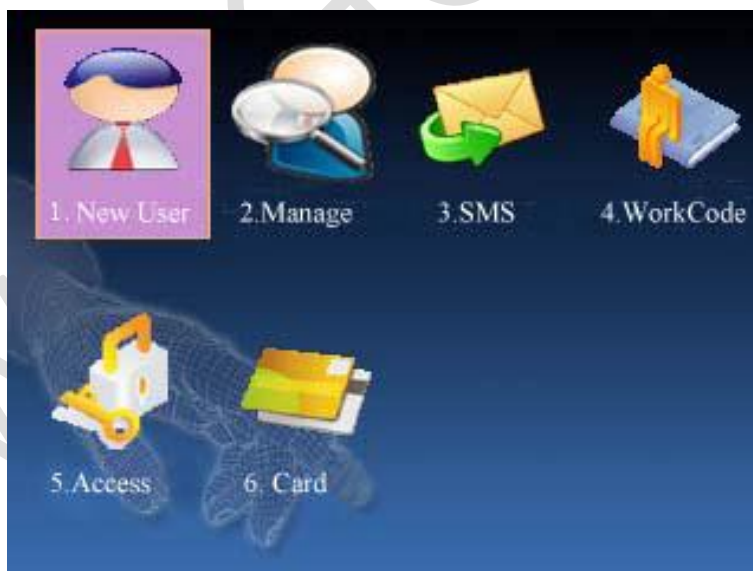 1. New User
2.Manage
3.SMS
4.WorkCode
5.Access
6. Card